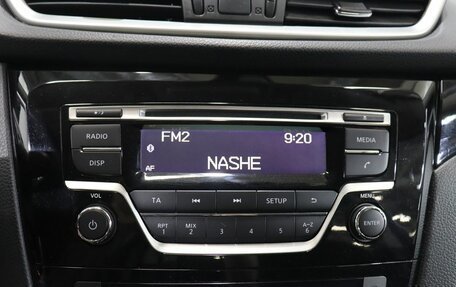 RADIO
DISP
FM2
9:20
AF
NASHE
MEDIA
VOL
MENU
TA
SETUP
RPT
1
MIX
2
3
4
5
A-Z
6
ENTER